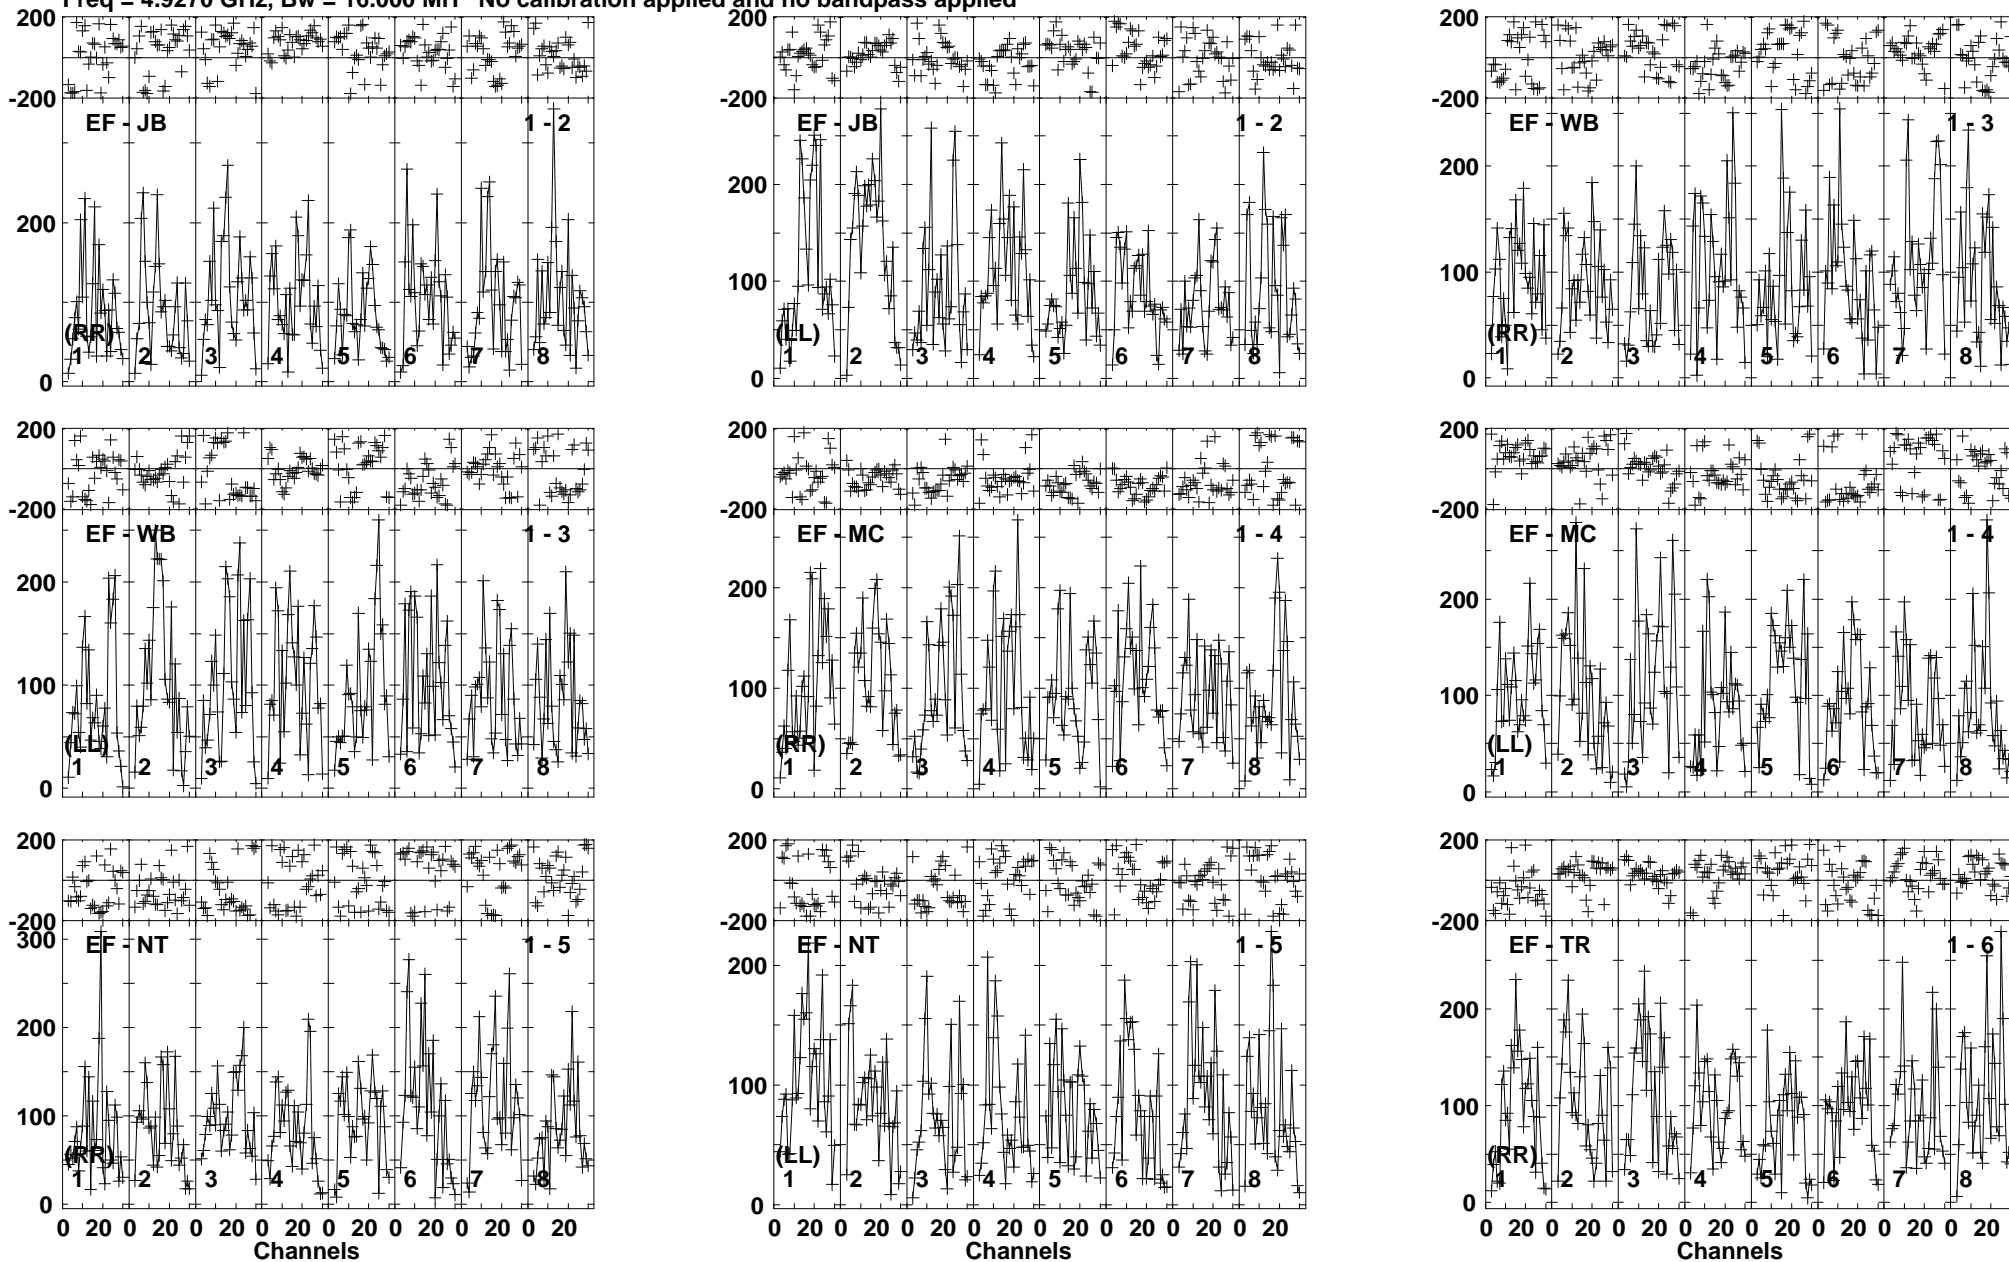 Freq = 4.9270 GHz, Bw = 16.000 MH No calibration applied and no bandpass applied
200 200 200
-200 -200 -200
EF - JB 1 - 2 EF - JB 1 - 2 EF - WB 1 - 3
200 200 200
100 100
(RR) (LL) (RR)
1 2 3 4 5 6 7 8 1 2 3 4 5 6 7 8 1 2 3 4 5 6 7 8
0 0 0
200 200 200
-200 -200 -200
EF - WB 1 - 3 EF - MC 1 - 4 EF - MC 1 - 4
200 200 200
100 100 100
(LL) (RR) (LL)
1 2 3 4 5 6 7 8 1 2 3 4 5 6 7 8 1 2 3 4 5 6 7 8
0 0 0
200 200 200
-200 -200 -200
300
EF - NT 1 - 5 EF - NT 1 - 5 EF - TR 1 - 6
200 200 200
100 100 100
(RR) (LL) (RR)
1 2 3 4 5 6 7 8 1 2 3 4 5 6 7 8 1 2 3 4 5 6 7 8
0 0 0
0 20 0 20 0 20 0 20 0 20 0 20 0 20 0 20 0 20 0 20 0 20 0 20 0 20 0 20 0 20 0 20 0 20 0 20 0 20 0 20 0 20 0 20 0 20 0 20
Channels Channels Channels